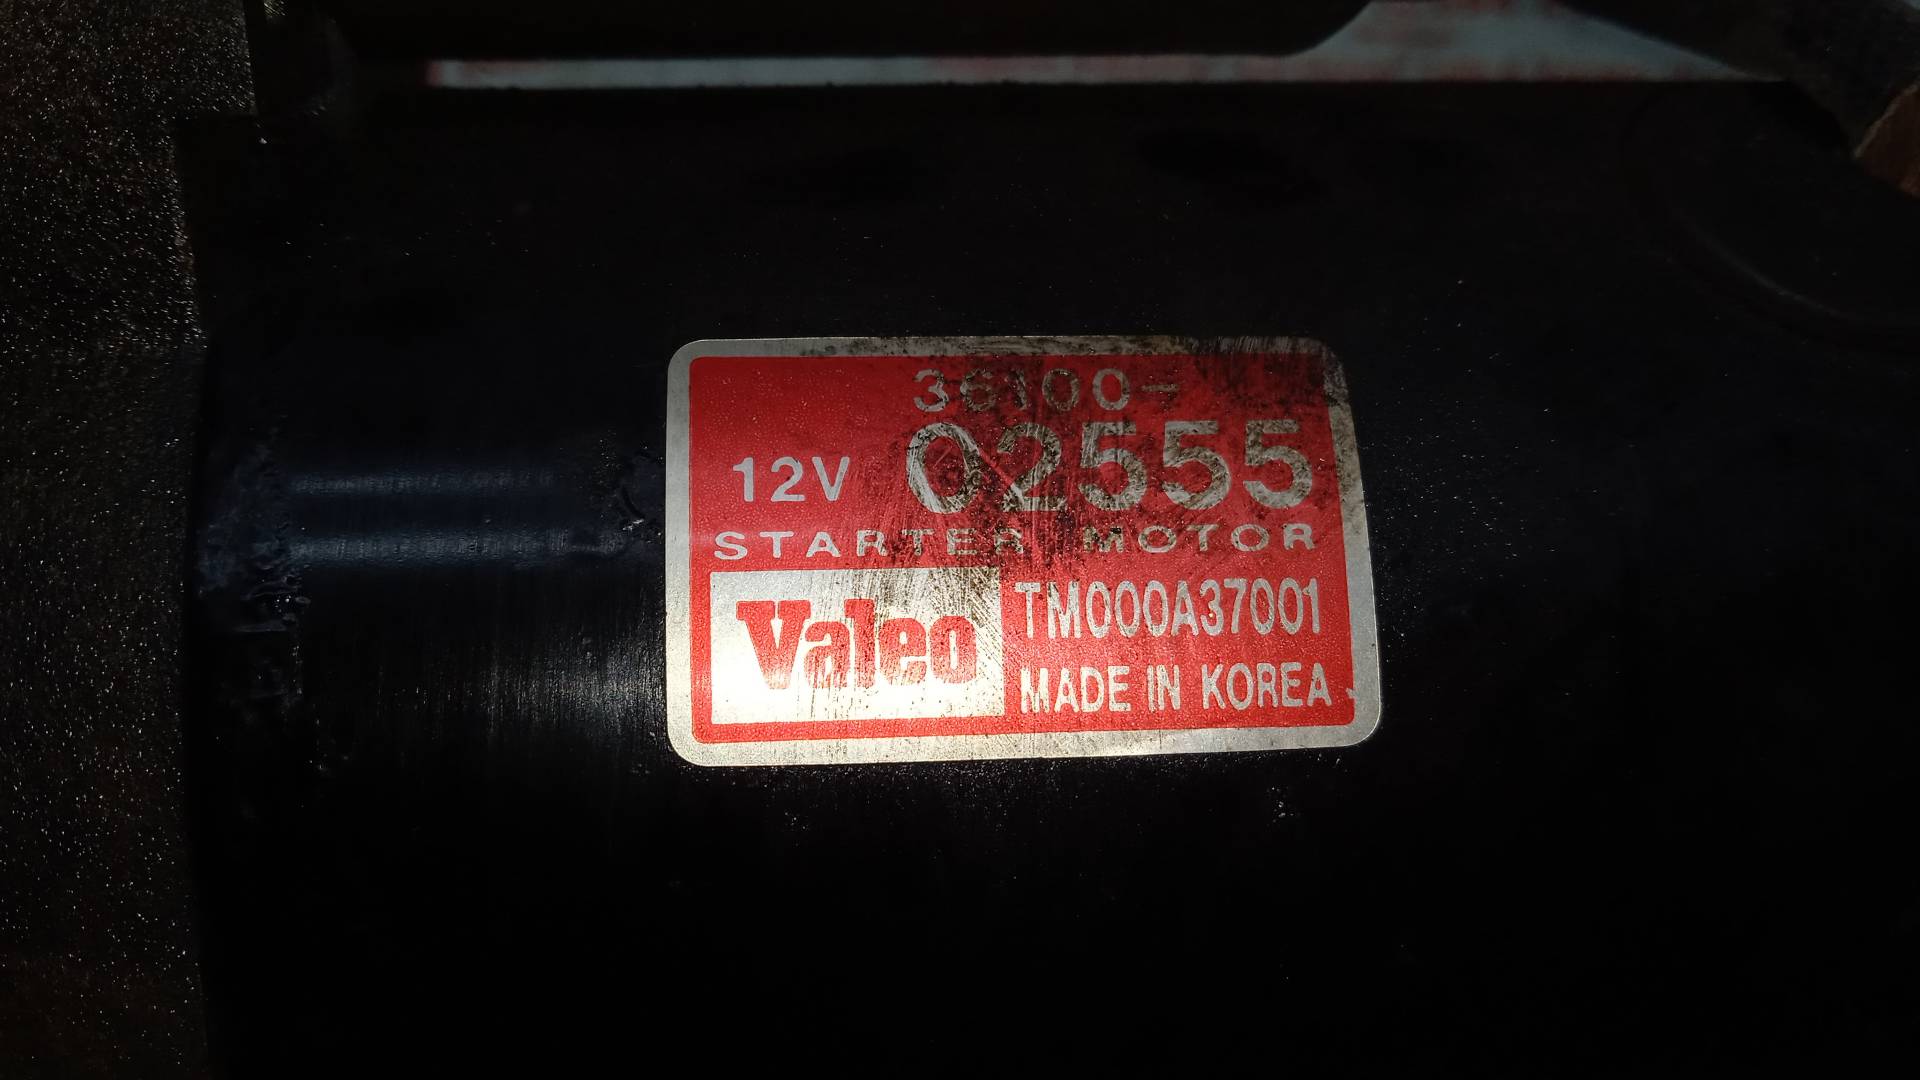 36100-
12V 02555
STARTER MOTOR
Valeo TM000A37001
MADE IN KOREA